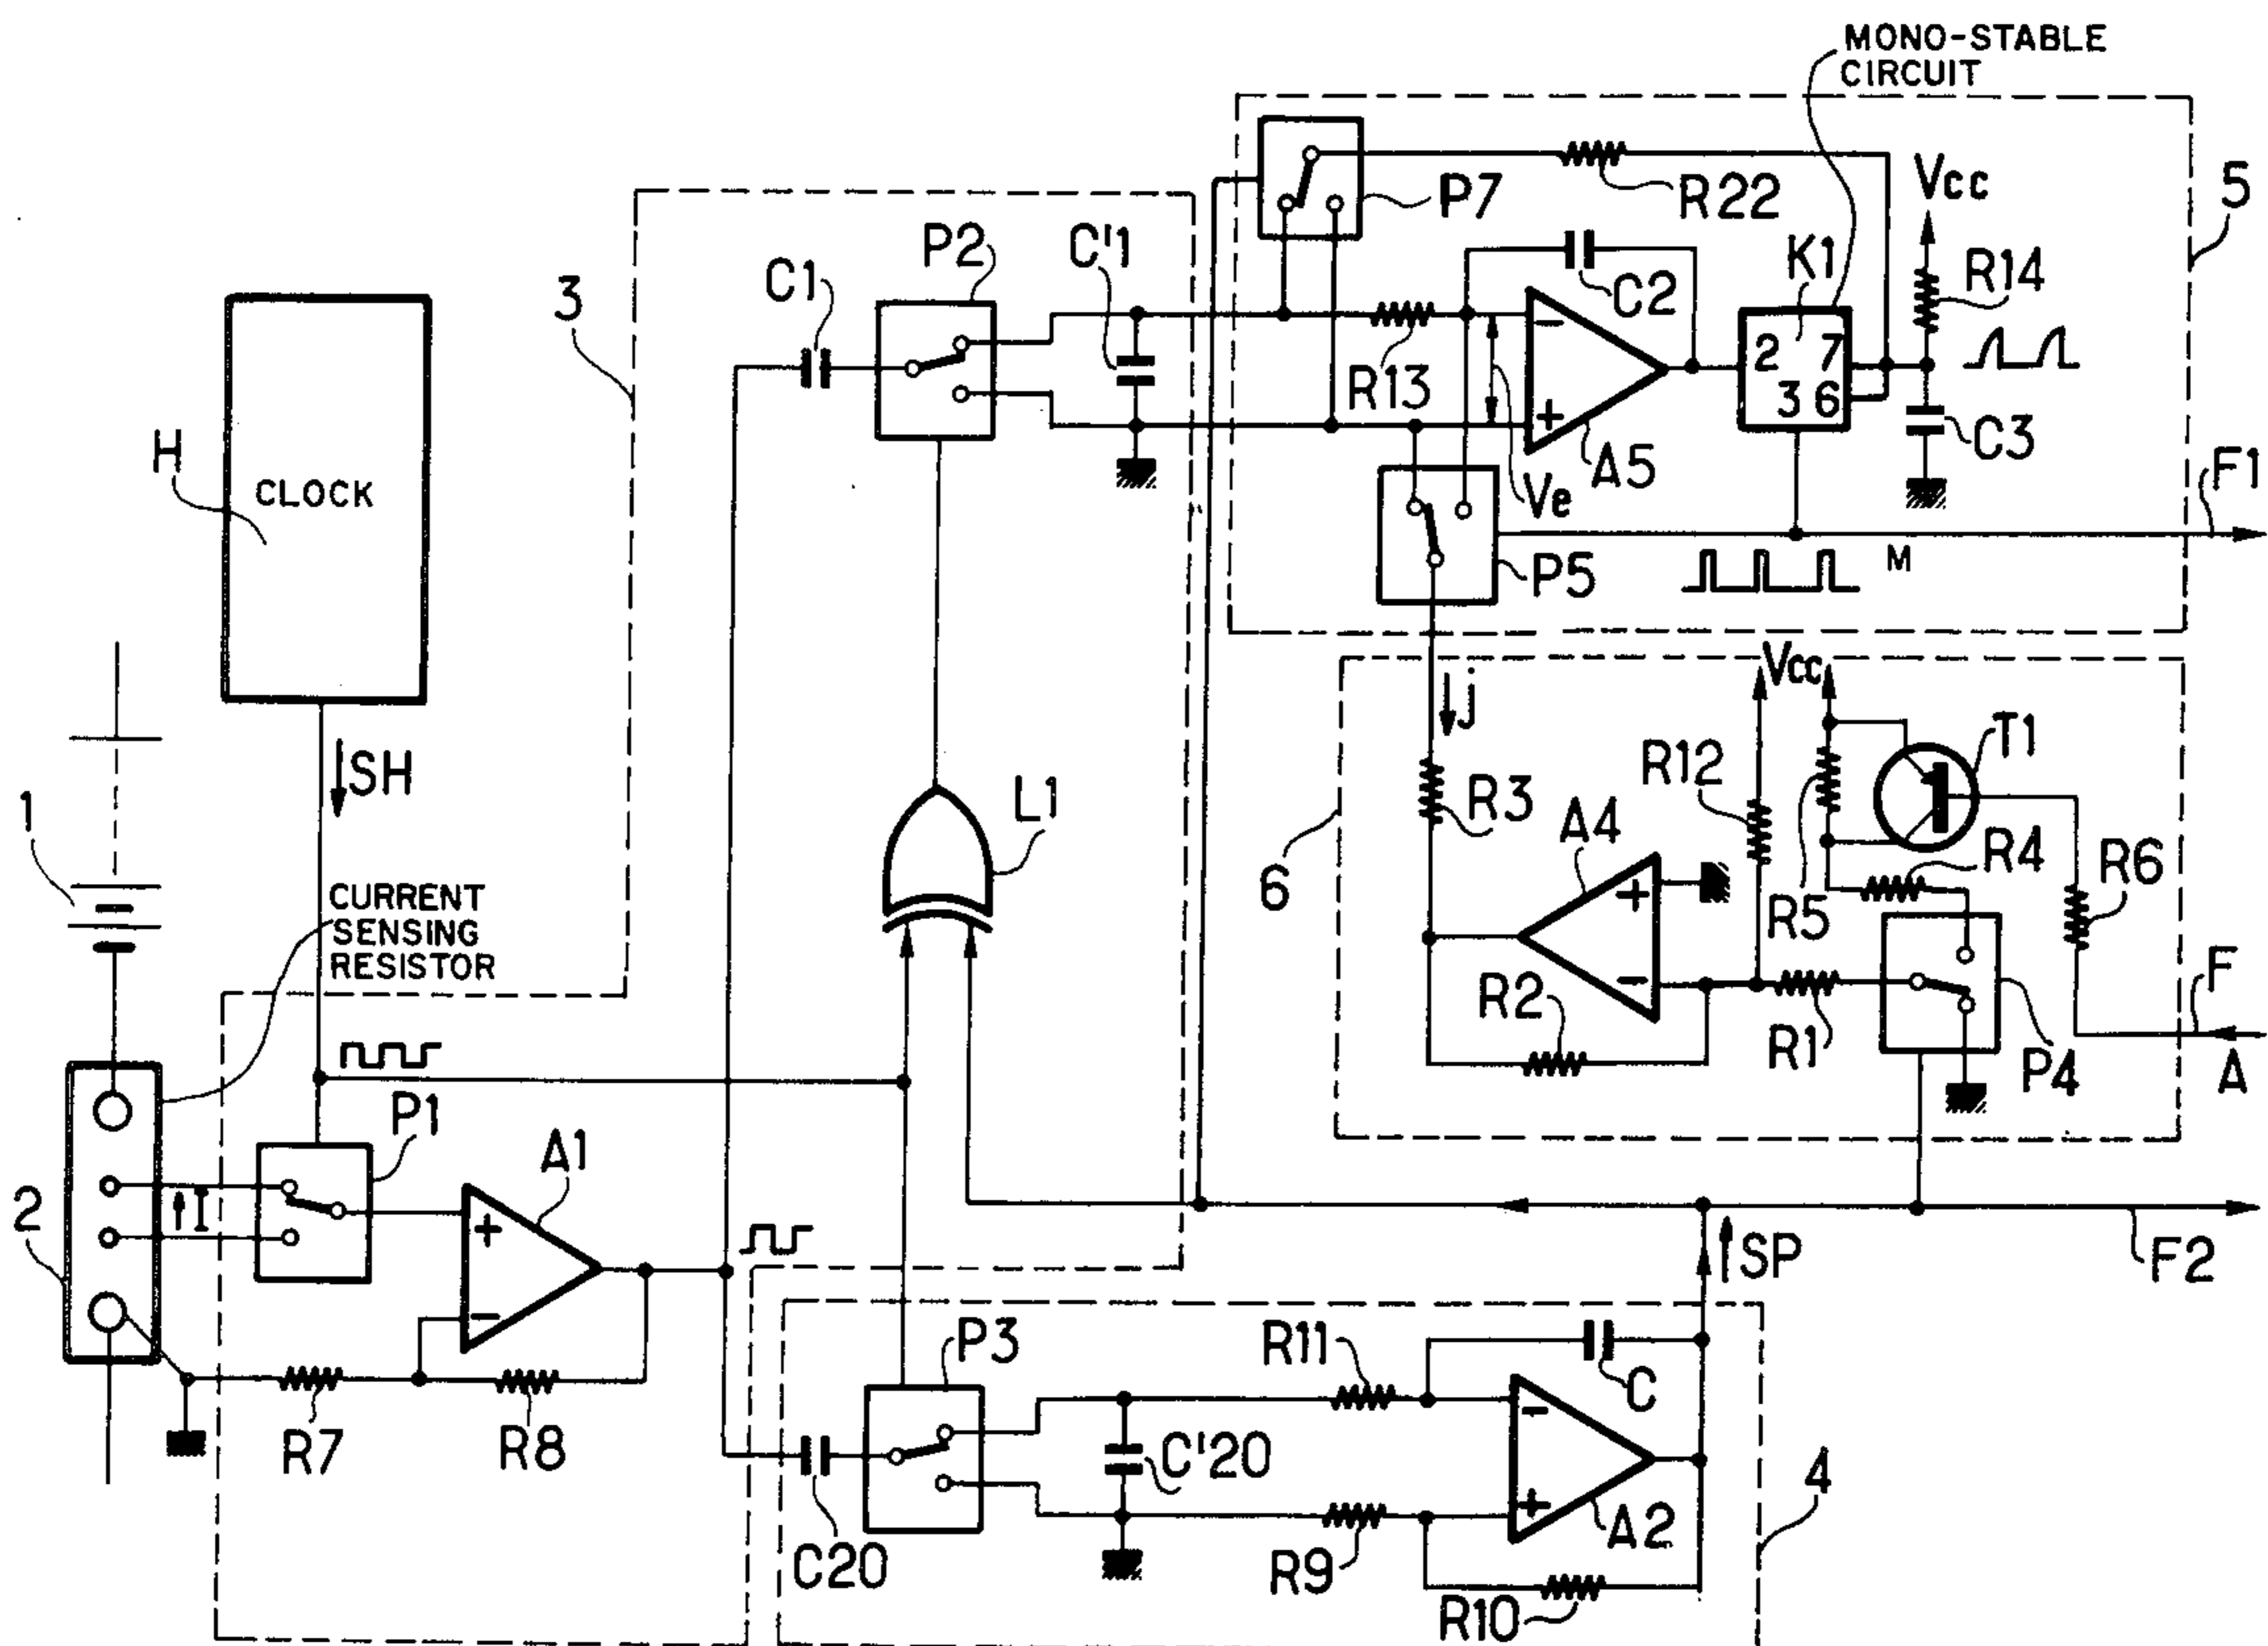 MONO-STABLE
CIRCUIT
5
P7
R22
Vcc
P2
C'1
C1
3
K1
R14
C2
2 7
3 6
R13
C3
A5
H
CLOCK
Ve
F1
P5
M
Vcc
j
SH
T1
R12
L1
R3
A4
1
R4
R6
6
CURRENT
SENSING
RESISTOR
R5
F
R2
R1
P4
A
P1
A1
I
2
SP
F2
P3
R11
C
R7
R8
C'20
4
A2
C20
R9
R10
+
−
−
+
+
−
−
+